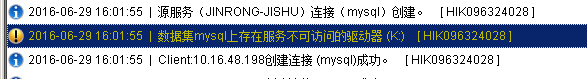 2016-06-29 16:01:55 | 源服务（JINRONG-JISHU）连接（mysql）创建。 [HIK096324028]
2016-06-29 16:01:55 | 数据集mysql上存在服务不可访问的驱动器 (K:) [HIK096324028]
2016-06-29 16:01:55 | Client:10.16.48.198创建连接 (mysql)成功。 [HIK096324028]